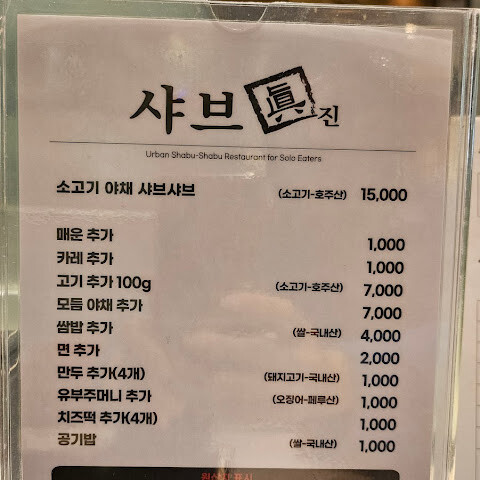 샤브 眞 진
Urban Shabu-Shabu Restaurant for Solo Eaters
소고기 야채 샤브샤브 (소고기-호주산) 15,000
매운 추가 1,000
카레 추가 1,000
고기 추가 100g (소고기-호주산) 7,000
모듬 야채 추가 7,000
쌈밥 추가 (쌀-국내산) 4,000
면 추가 2,000
만두 추가(4개) (돼지고기-국내산) 1,000
유부주머니 추가 (오징어-페루산) 1,000
치즈떡 추가(4개) 1,000
공기밥 (쌀-국내산) 1,000